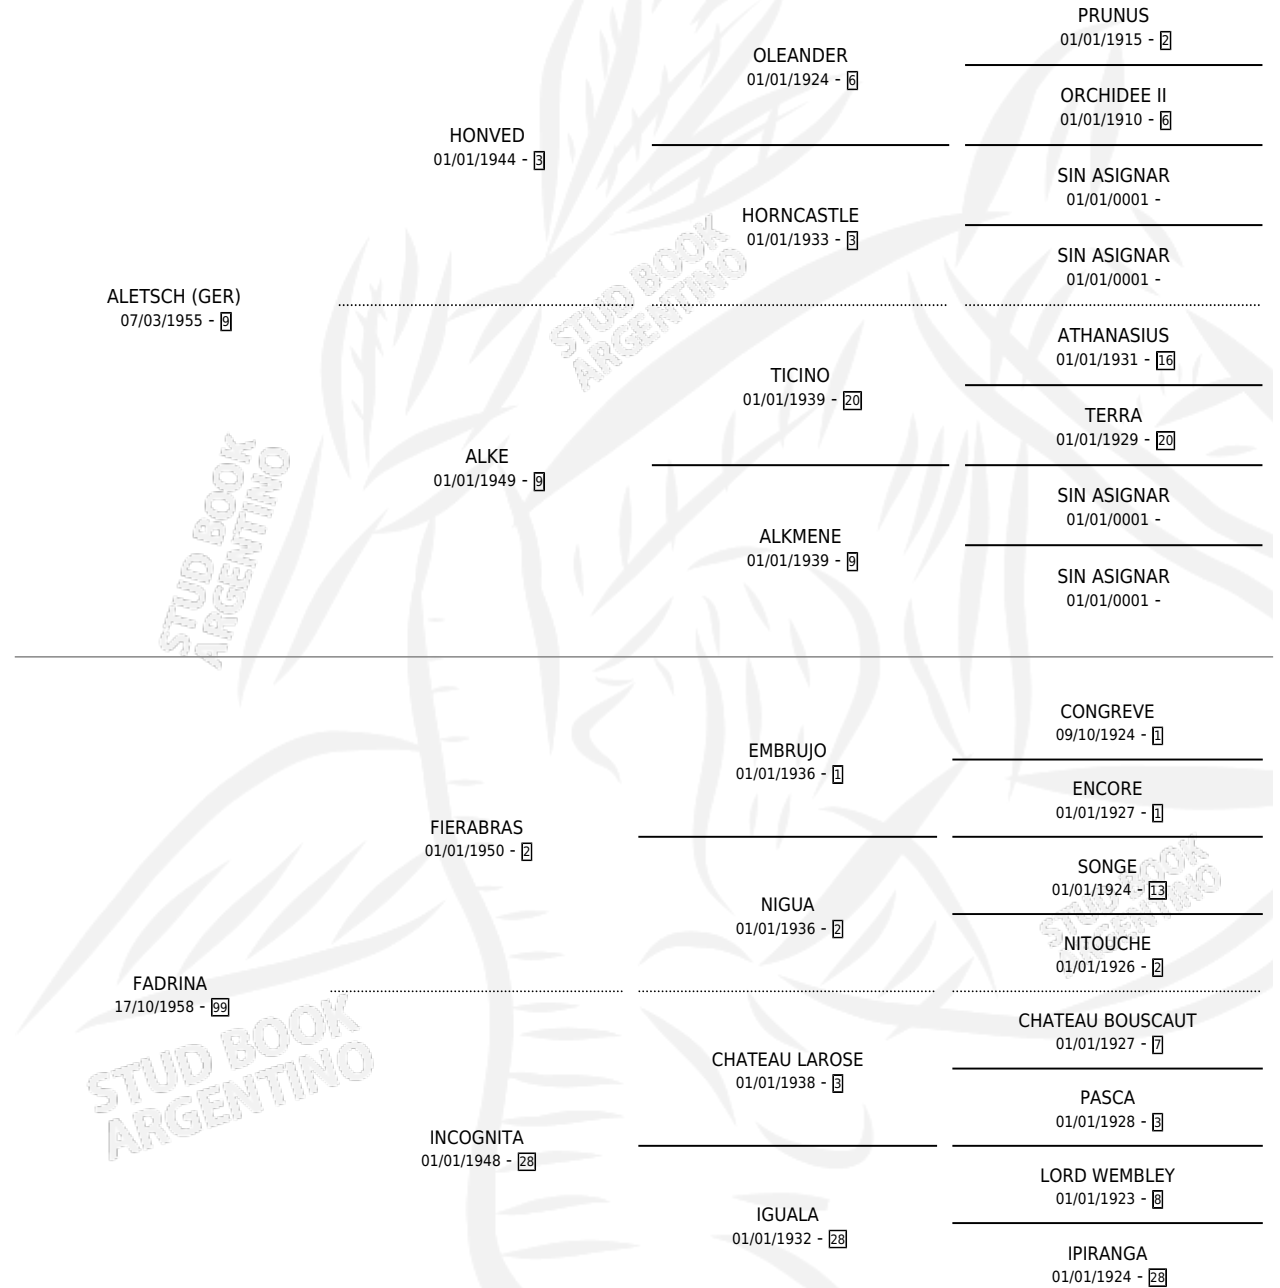 PRUNUS
01/01/1915 - 2
OLEANDER
01/01/1924 - 6
ORCHIDEE II
01/01/1910 - 6
HONVED
01/01/1944 - 3
SIN ASIGNAR
01/01/0001 -
HORNCASTLE
01/01/1933 - 3
SIN ASIGNAR
01/01/0001 -
ALETSCH (GER)
07/03/1955 - 9
ATHANASIUS
01/01/1931 - 16
TICINO
01/01/1939 - 20
TERRA
01/01/1929 - 20
ALKE
01/01/1949 - 9
SIN ASIGNAR
01/01/0001 -
ALKMENE
01/01/1939 - 9
SIN ASIGNAR
01/01/0001 -
CONGREVE
09/10/1924 - 1
EMBRUJO
01/01/1936 - 1
ENCORE
01/01/1927 - 1
FIERABRAS
01/01/1950 - 2
SONGE
01/01/1924 - 13
NIGUA
01/01/1936 - 2
NITOUCHE
01/01/1926 - 2
FADRINA
17/10/1958 - 99
CHATEAU BOUSCAUT
01/01/1927 - 7
CHATEAU LAROSE
01/01/1938 - 3
PASCA
01/01/1928 - 3
INCOGNITA
01/01/1948 - 28
LORD WEMBLEY
01/01/1923 - 8
IGUALA
01/01/1932 - 28
IPIRANGA
01/01/1924 - 28
STUD BOOK
ARGENTINO
STUD BOOK
ARGENTINO
STUD BOOK
ARGENTINO
STUD BOOK
ARGENTINO